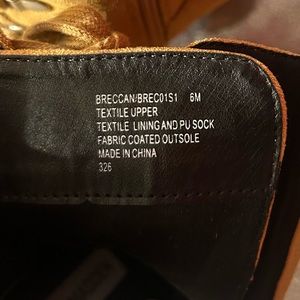 BRECCAN/BREC01S1 6M
TEXTILE UPPER
TEXTILE LINING AND PU SOCK
FABRIC COATED OUTSOLE
MADE IN CHINA
326